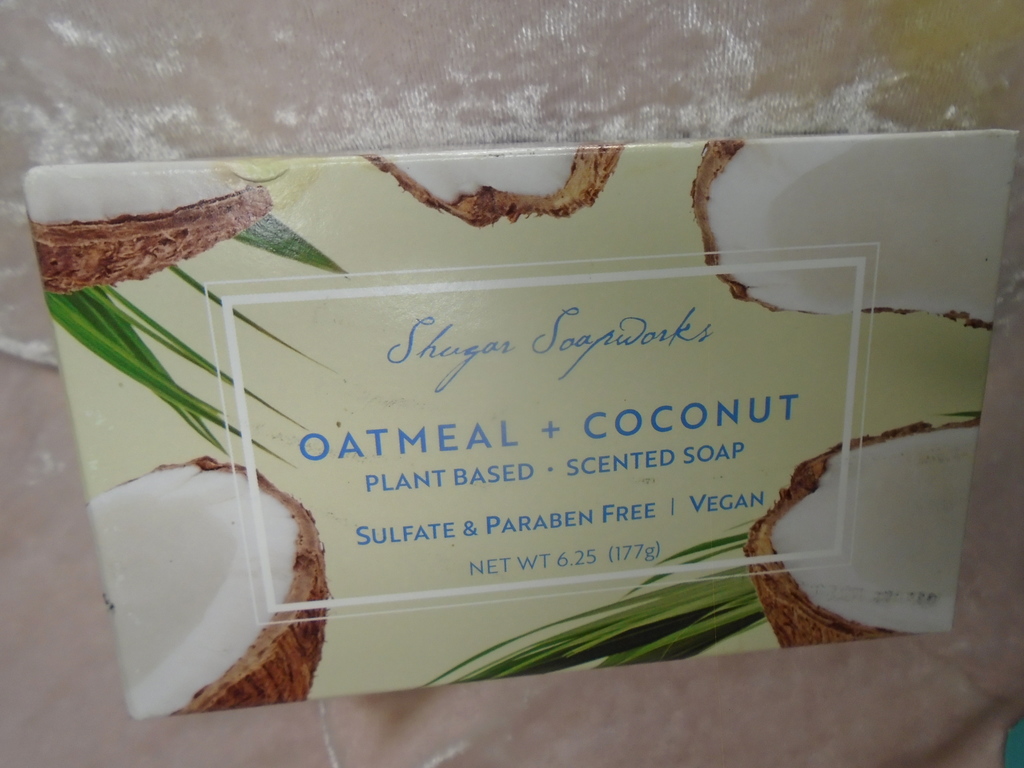 Shugar Soapworks
OATMEAL + COCONUT
PLANT BASED · SCENTED SOAP
SULFATE & PARABEN FREE | VEGAN
NET WT 6.25 (177g)